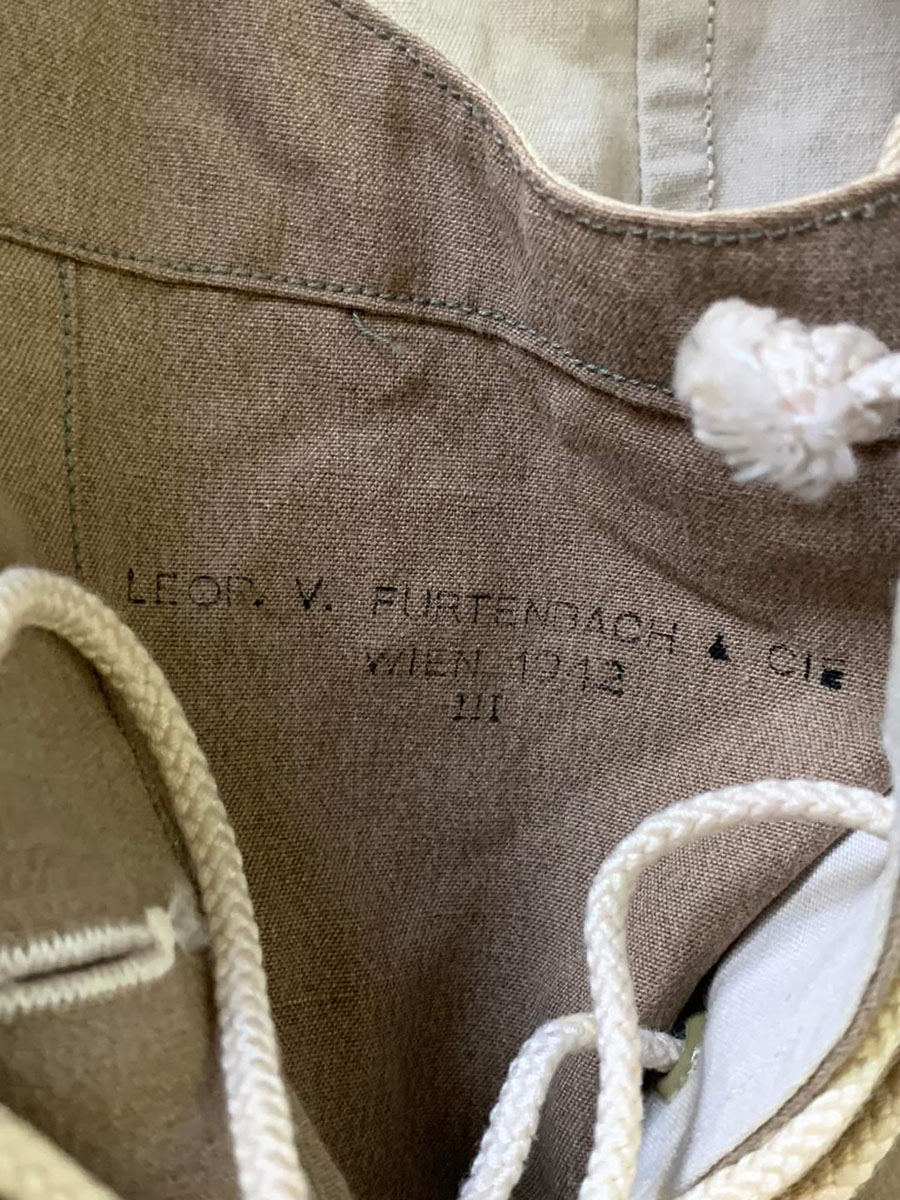 LEOP. V. FURTENBACH & CIE
WIEN 1942
III